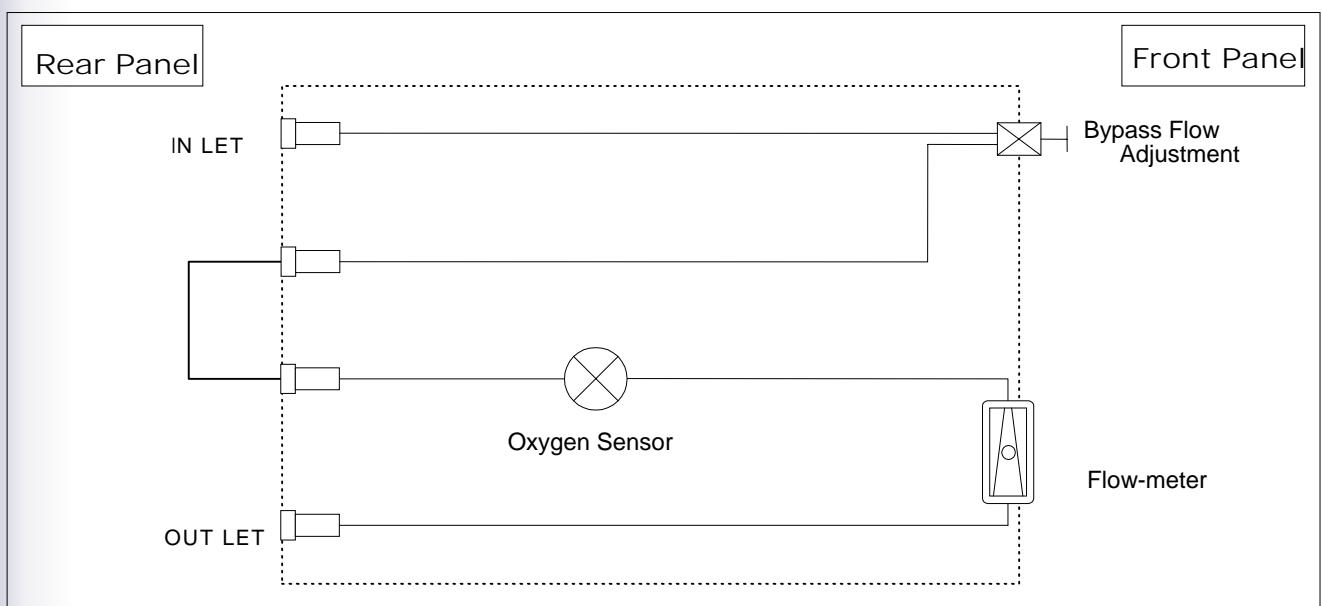 Rear Panel
Front Panel
IN LET
Bypass Flow
Adjustment
Oxygen Sensor
Flow-meter
OUT LET